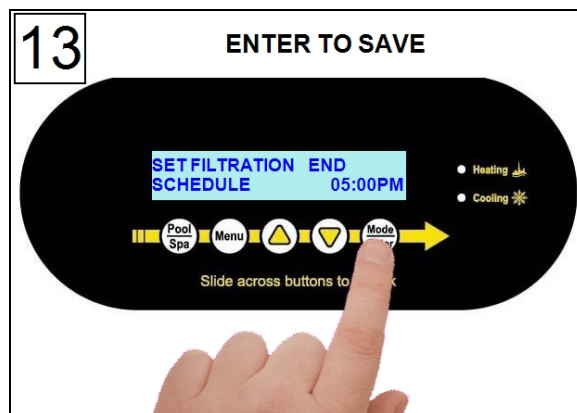 13
ENTER TO SAVE
SET FILTRATION END
SCHEDULE 05:00PM
Heating
Cooling
Pool
Spa
Menu
Mode
Slide across buttons to